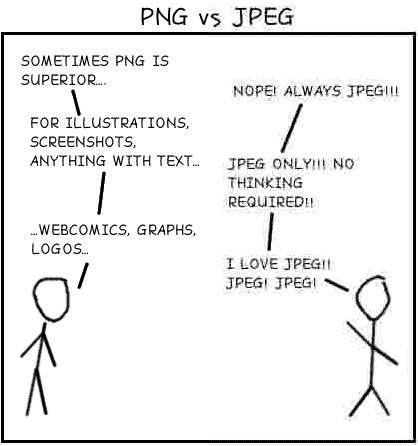 PNG vs JPEG
SOMETIMES PNG IS
SUPERIOR....
FOR ILLUSTRATIONS,
SCREENSHOTS,
ANYTHING WITH TEXT...
...WEBCOMICS, GRAPHS,
LOGOS...
NOPE! ALWAYS JPEG!!!
JPEG ONLY!!! NO
THINKING
REQUIRED!!
I LOVE JPEG!!
JPEG! JPEG!